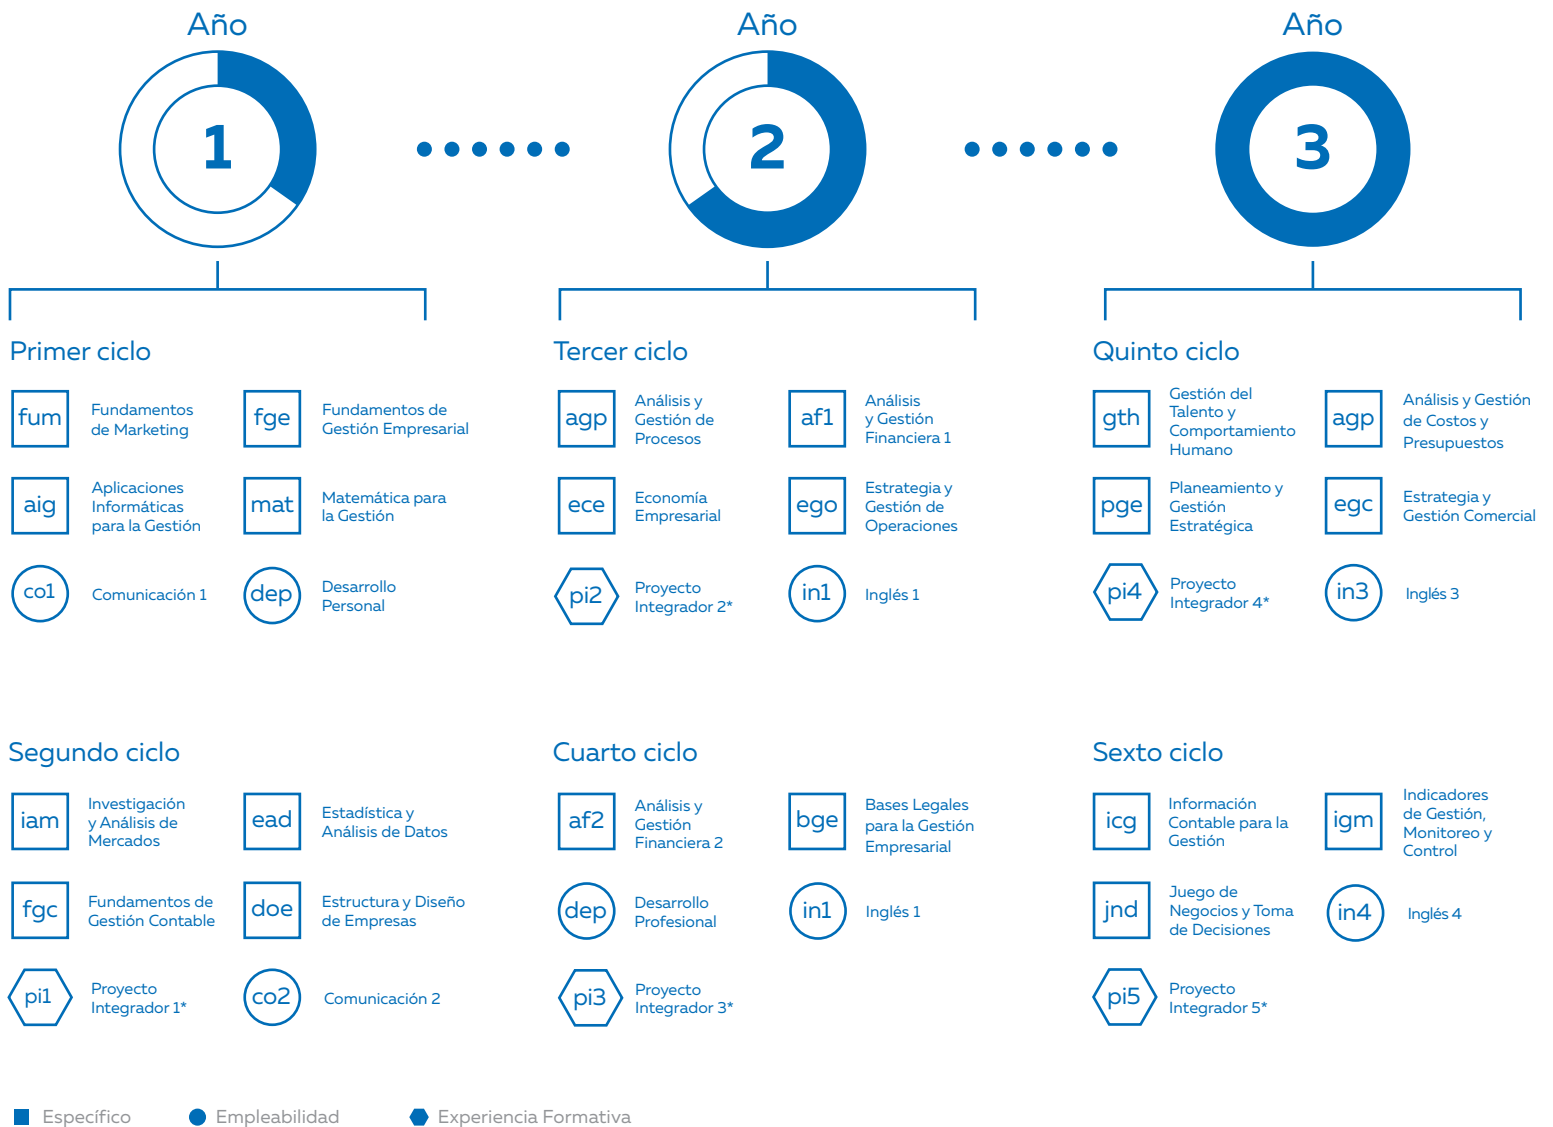 Año
1
Año
2
Año
3
Primer ciclo
fum
Fundamentos
de Marketing
fge
Fundamentos de
Gestión Empresarial
aig
Aplicaciones
Informáticas
para la Gestión
mat
Matemática para
la Gestión
co1
Comunicación 1
dep
Desarrollo
Personal
Tercer ciclo
agp
Análisis y
Gestión de
Procesos
af1
Análisis
y Gestión
Financiera 1
ece
Economía
Empresarial
ego
Estrategia y
Gestión de
Operaciones
pi2
Proyecto
Integrador 2*
in1
Inglés 1
Quinto ciclo
gth
Gestión del
Talento y
Comportamiento
Humano
agp
Análisis y Gestión
de Costos y
Presupuestos
pge
Planeamiento y
Gestión
Estratégica
egc
Estrategia y
Gestión Comercial
pi4
Proyecto
Integrador 4*
in3
Inglés 3
Segundo ciclo
iam
Investigación
y Análisis de
Mercados
ead
Estadística y
Análisis de Datos
fgc
Fundamentos de
Gestión Contable
doe
Estructura y Diseño
de Empresas
pi1
Proyecto
Integrador 1*
co2
Comunicación 2
Cuarto ciclo
af2
Análisis y
Gestión
Financiera 2
bge
Bases Legales
para la Gestión
Empresarial
dep
Desarrollo
Profesional
in1
Inglés 1
pi3
Proyecto
Integrador 3*
Sexto ciclo
icg
Información
Contable para la
Gestión
igm
Indicadores
de Gestión,
Monitoreo y
Control
jnd
Juego de
Negocios y Toma
de Decisiones
in4
Inglés 4
pi5
Proyecto
Integrador 5*
Específico
Empleabilidad
Experiencia Formativa